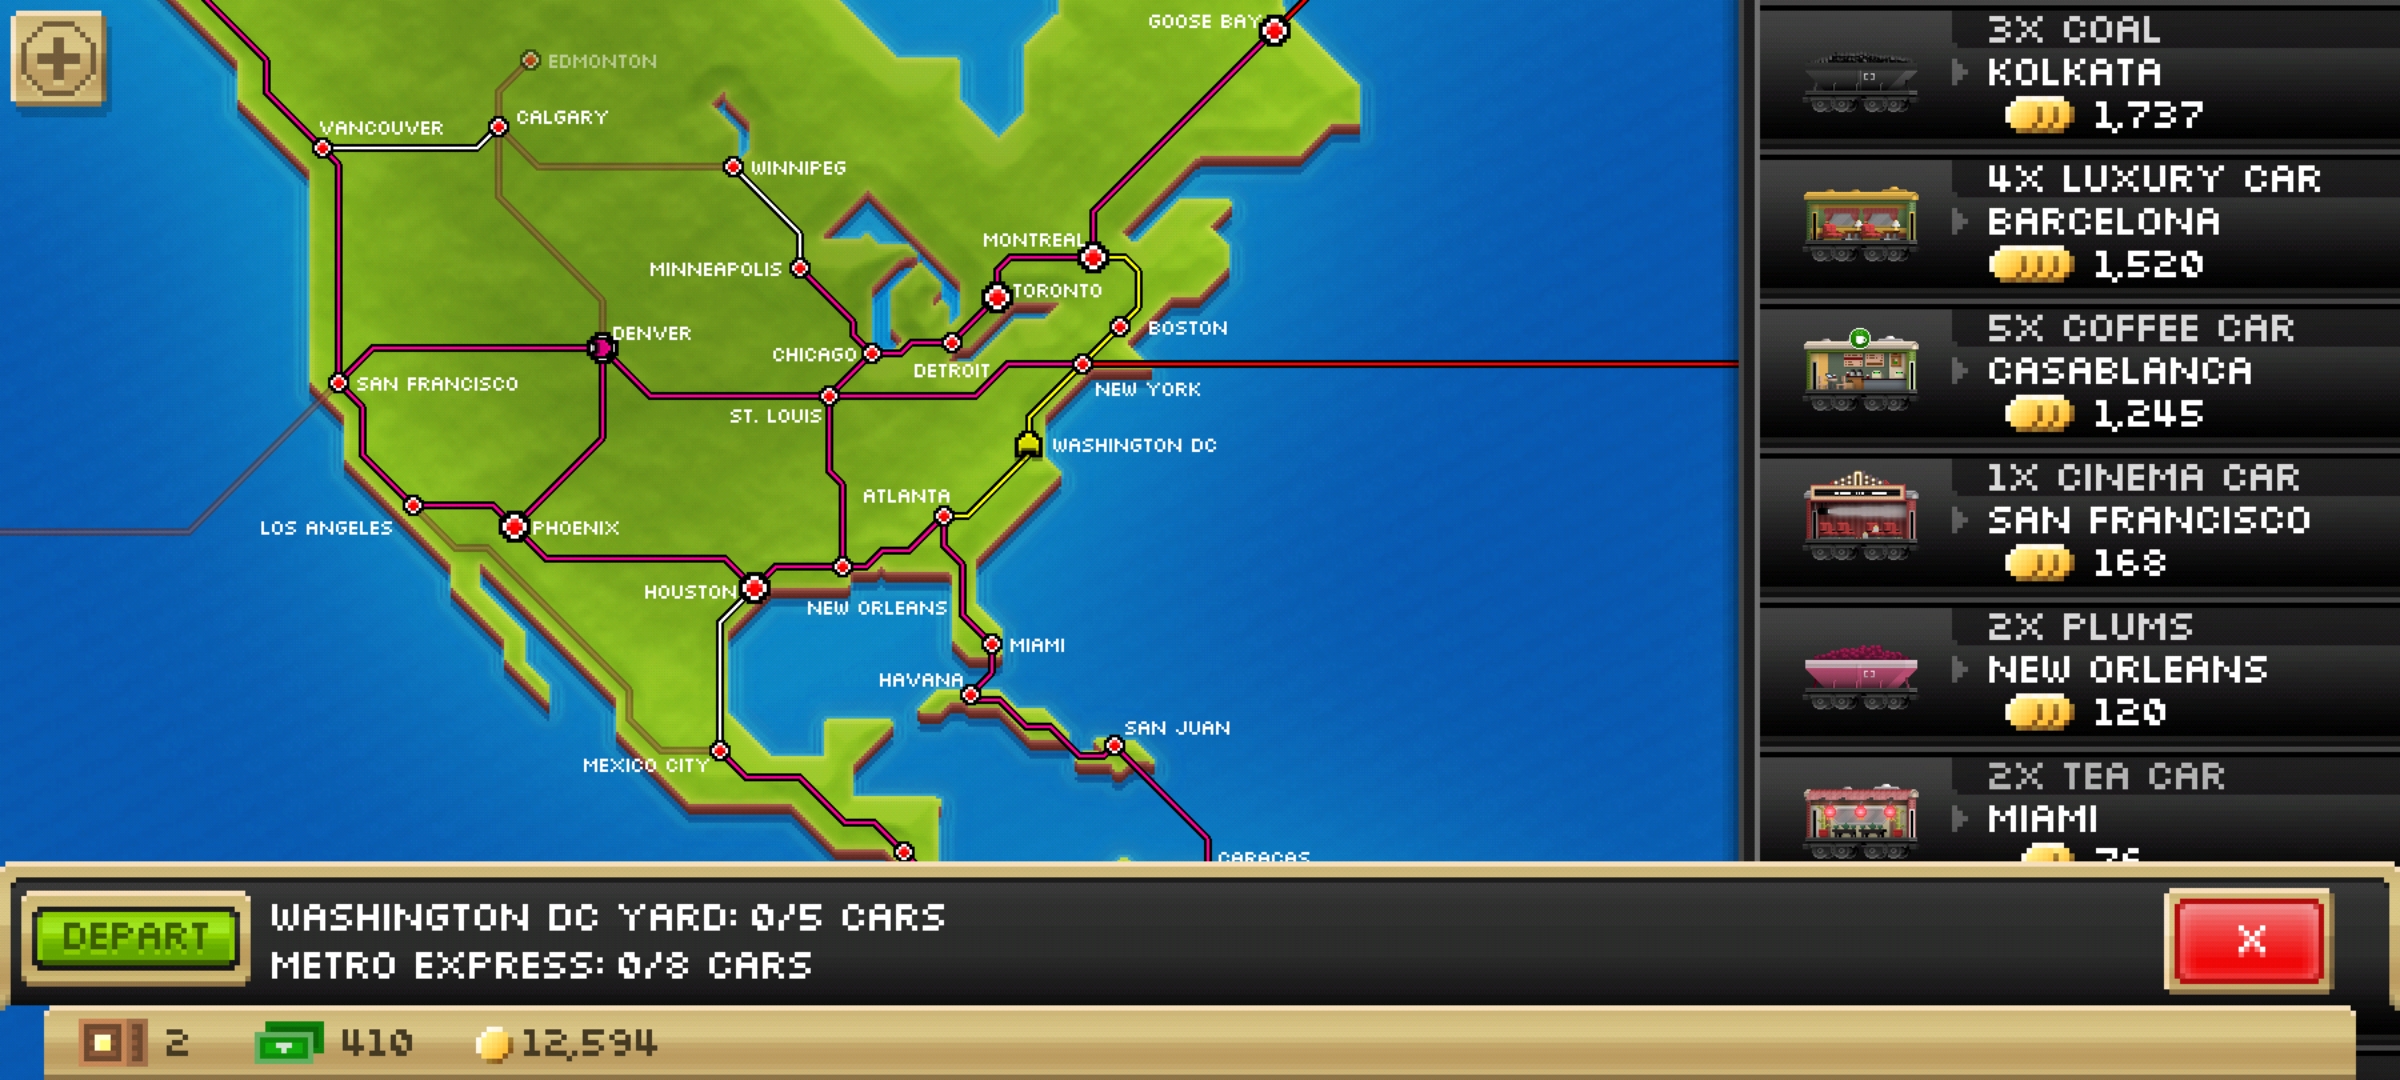 GOOSE BAY
EDMONTON
CALGARY
VANCOUVER
WINNIPEG
MONTREAL
MINNEAPOLIS
TORONTO
BOSTON
DENVER
CHICAGO
DETROIT
SAN FRANCISCO
NEW YORK
ST. LOUIS
WASHINGTON DC
ATLANTA
LOS ANGELES
PHOENIX
HOUSTON
NEW ORLEANS
MIAMI
HAVANA
SAN JUAN
MEXICO CITY
CARACAS
3X COAL
KOLKATA
1,737
4X LUXURY CAR
BARCELONA
1,520
5X COFFEE CAR
CASABLANCA
1,245
1X CINEMA CAR
SAN FRANCISCO
168
2X PLUMS
NEW ORLEANS
120
2X TEA CAR
MIAMI
DEPART
WASHINGTON DC YARD: 0/5 CARS
METRO EXPRESS: 0/8 CARS
X
2
410
12,594